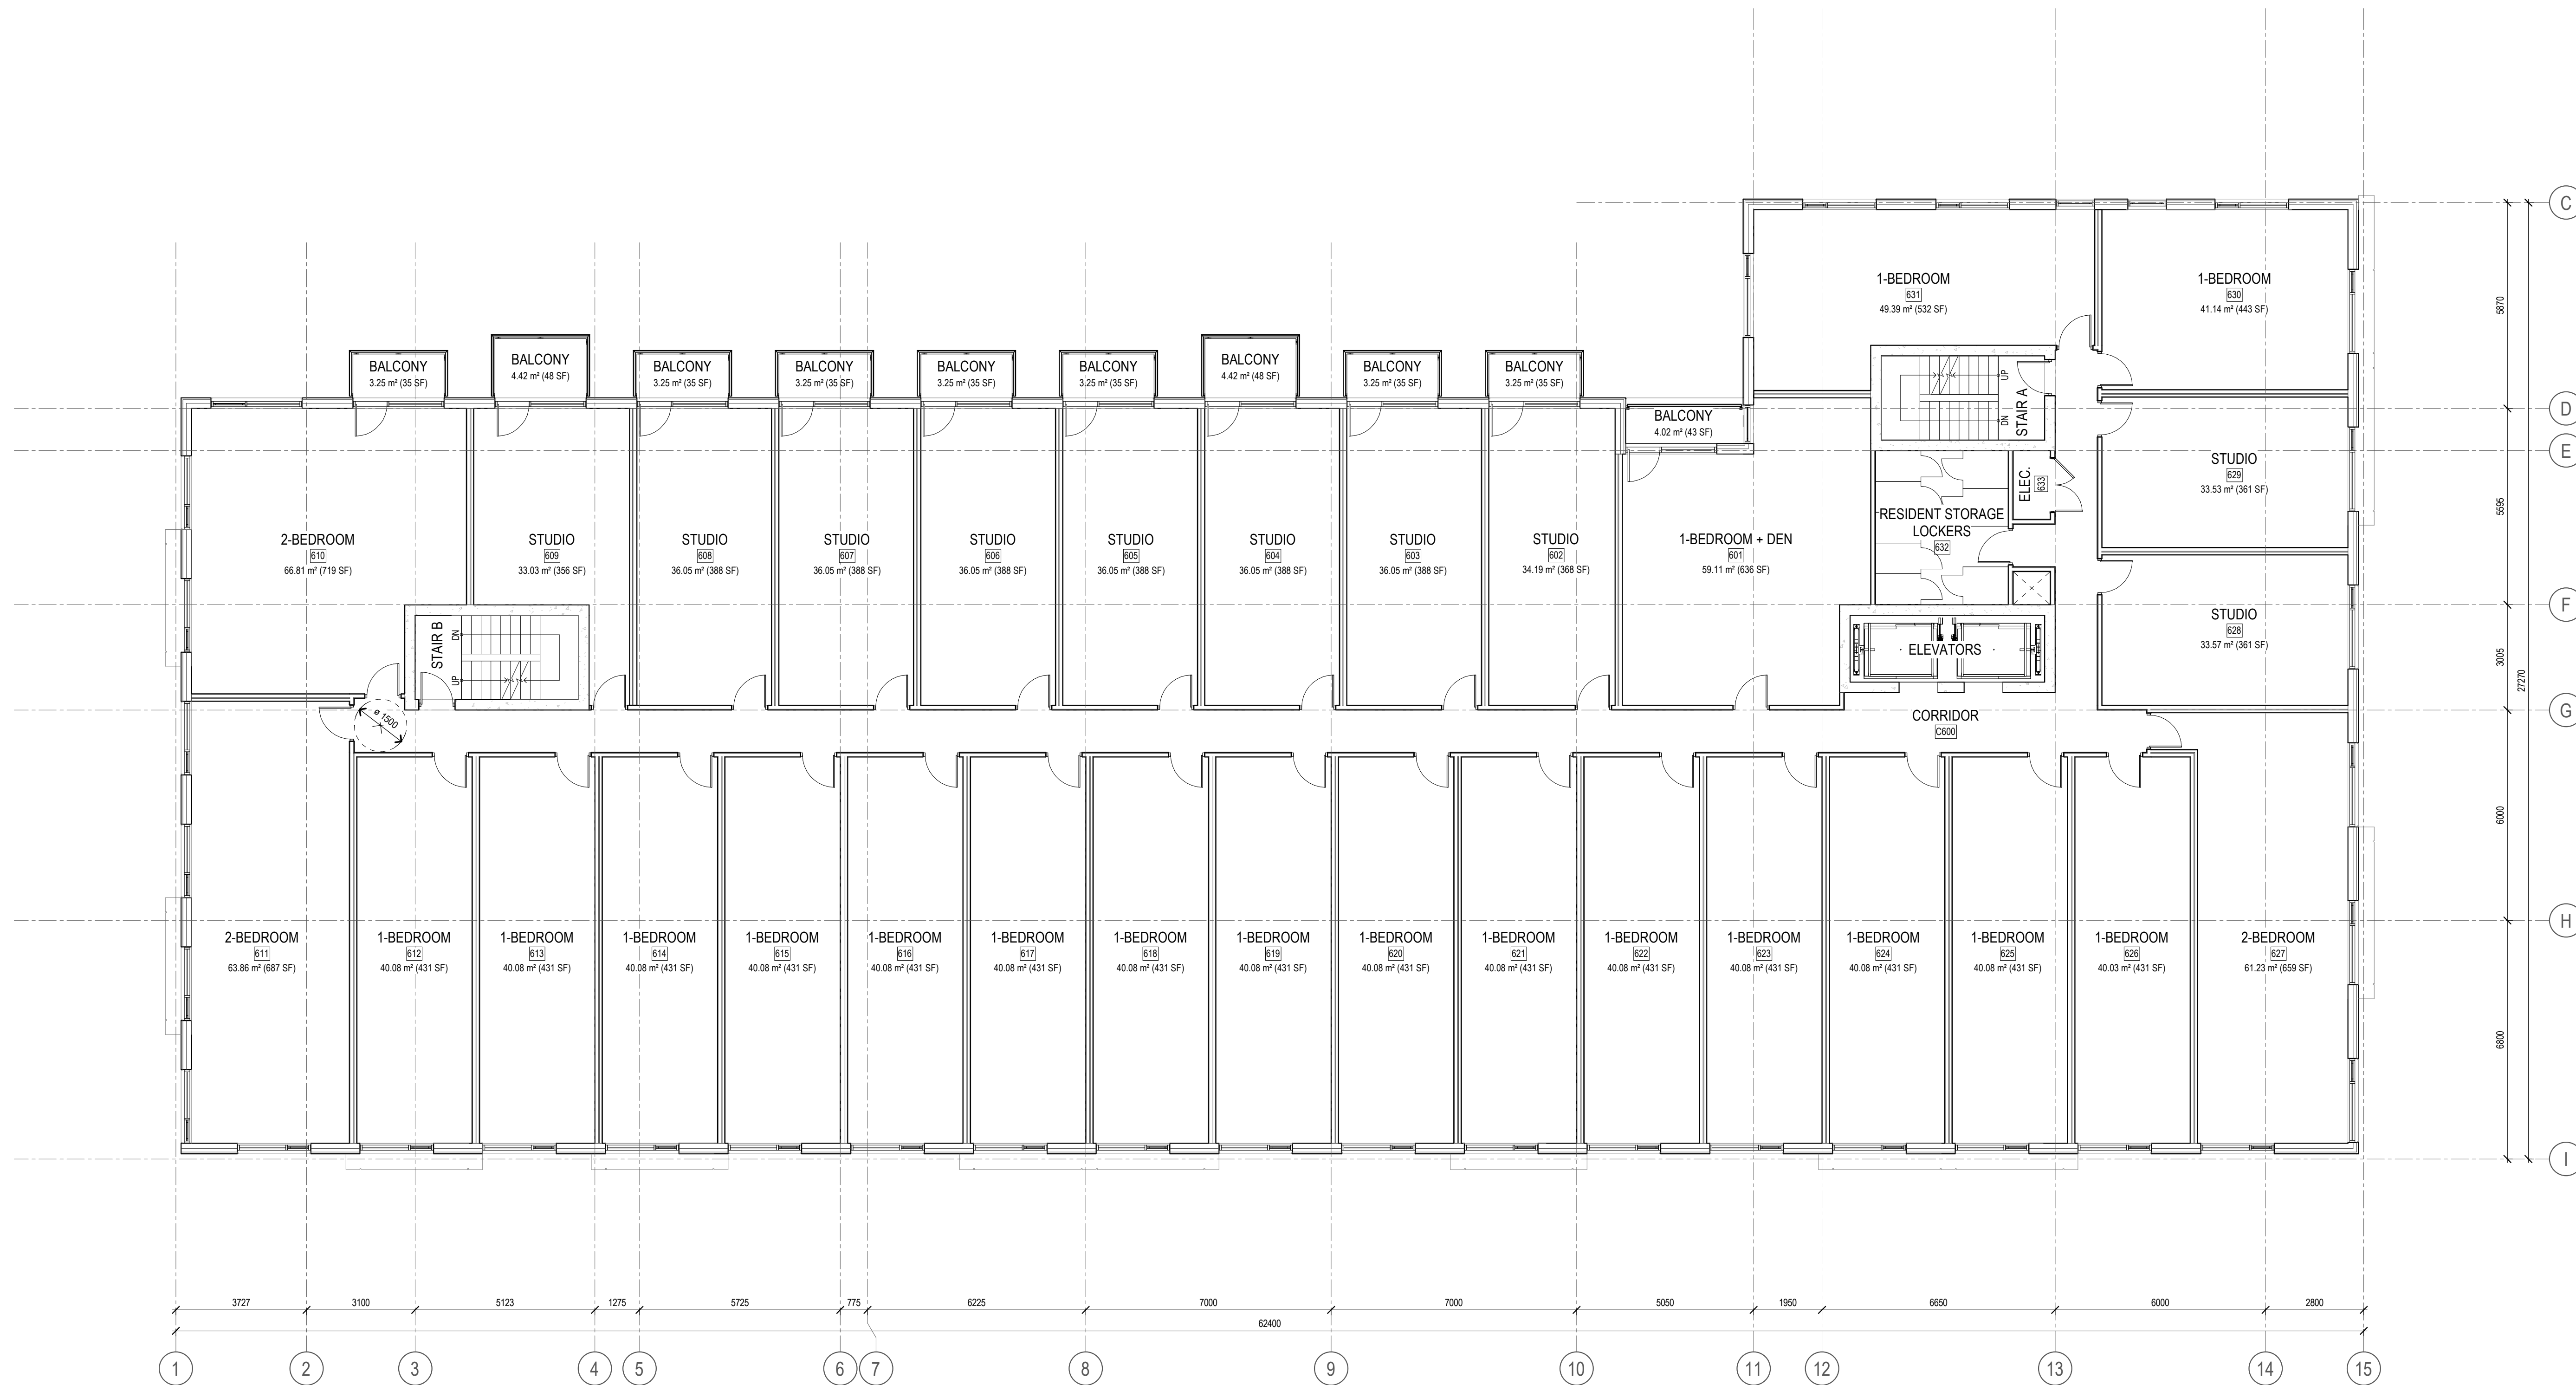 C
1-BEDROOM
631
49.39 m² (532 SF)
1-BEDROOM
630
41.14 m² (443 SF)
5870
BALCONY
3.25 m² (35 SF)
BALCONY
4.42 m² (48 SF)
BALCONY
3.25 m² (35 SF)
BALCONY
3.25 m² (35 SF)
BALCONY
3.25 m² (35 SF)
BALCONY
3.25 m² (35 SF)
BALCONY
4.42 m² (48 SF)
BALCONY
3.25 m² (35 SF)
BALCONY
3.25 m² (35 SF)
BALCONY
4.02 m² (43 SF)
UP
DN
STAIR A
D
E
2-BEDROOM
610
66.81 m² (719 SF)
STUDIO
609
33.03 m² (356 SF)
STUDIO
608
36.05 m² (388 SF)
STUDIO
607
36.05 m² (388 SF)
STUDIO
606
36.05 m² (388 SF)
STUDIO
605
36.05 m² (388 SF)
STUDIO
604
36.05 m² (388 SF)
STUDIO
603
36.05 m² (388 SF)
STUDIO
602
34.19 m² (368 SF)
1-BEDROOM + DEN
601
59.11 m² (636 SF)
RESIDENT STORAGE
LOCKERS
632
ELEC.
633
STUDIO
629
33.53 m² (361 SF)
5595
F
STAIR B
DN
UP
ELEVATORS
STUDIO
628
33.57 m² (361 SF)
3005
27270
ø 1500
CORRIDOR
C600
G
6000
H
2-BEDROOM
611
63.86 m² (687 SF)
1-BEDROOM
612
40.08 m² (431 SF)
1-BEDROOM
613
40.08 m² (431 SF)
1-BEDROOM
614
40.08 m² (431 SF)
1-BEDROOM
615
40.08 m² (431 SF)
1-BEDROOM
616
40.08 m² (431 SF)
1-BEDROOM
617
40.08 m² (431 SF)
1-BEDROOM
618
40.08 m² (431 SF)
1-BEDROOM
619
40.08 m² (431 SF)
1-BEDROOM
620
40.08 m² (431 SF)
1-BEDROOM
621
40.08 m² (431 SF)
1-BEDROOM
622
40.08 m² (431 SF)
1-BEDROOM
623
40.08 m² (431 SF)
1-BEDROOM
624
40.08 m² (431 SF)
1-BEDROOM
625
40.08 m² (431 SF)
1-BEDROOM
626
40.03 m² (431 SF)
2-BEDROOM
627
61.23 m² (659 SF)
6800
I
3727 3100 5123 1275 5725 775 6225 7000 7000 5050 1950 6650 6000 2800
62400
1 2 3 4 5 6 7 8 9 10 11 12 13 14 15